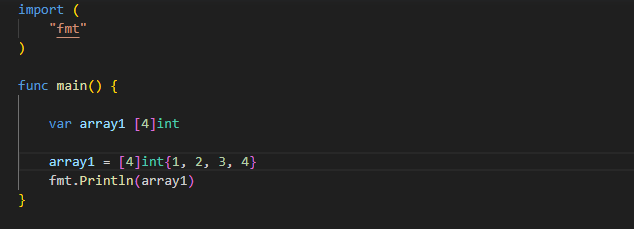 import (
    "fmt"
)
func main() {
    var array1 [4]int
    array1 = [4]int{1, 2, 3, 4}
    fmt.Println(array1)
}